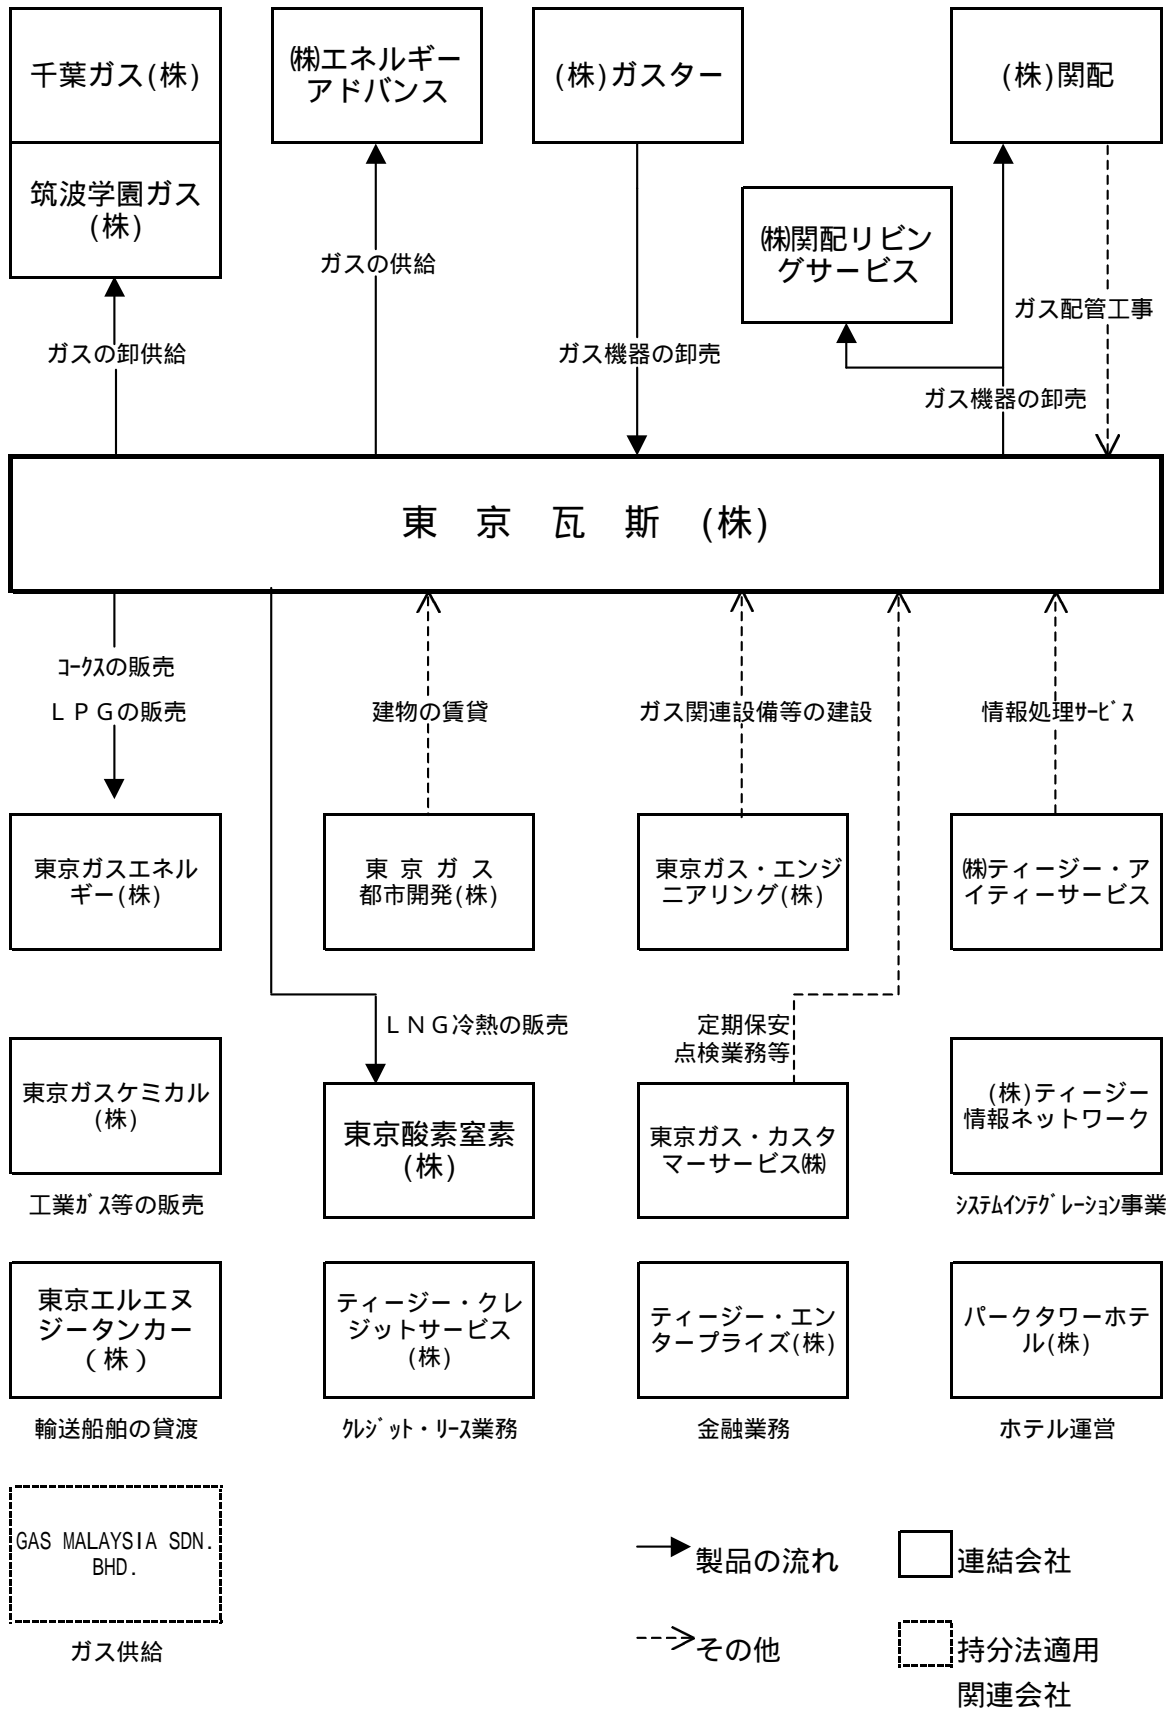 千葉ガス(株)
㈱エネルギー
アドバンス
(株)ガスター
(株)関配
筑波学園ガス
(株)
㈱関配リビン
グサービス
ガスの供給
ガス配管工事
ガスの卸供給
ガス機器の卸売
ガス機器の卸売
東 京 瓦 斯 (株)
ｺｰｸｽの販売
ＬＰＧの販売
建物の賃貸
ガス関連設備等の建設
情報処理ｻｰﾋﾞｽ
東京ガスエネル
ギー(株)
東 京 ガ ス
都市開発(株)
東京ガス・エンジ
ニアリング(株)
㈱ティージー・ア
イティーサービス
ＬＮＧ冷熱の販売
定期保安
点検業務等
東京ガスケミカル
(株)
東京酸素窒素
(株)
東京ガス・カスタ
マーサービス㈱
(株)ティージー
情報ネットワーク
工業ｶﾞｽ等の販売
ｼｽﾃﾑｲﾝﾃｸﾞﾚｰｼｮﾝ事業
東京エルエヌ
ジータンカー
（株）
ティージー・クレ
ジットサービス
(株)
ティージー・エン
タープライズ(株)
パークタワーホテ
ル(株)
輸送船舶の貸渡
ｸﾚｼﾞｯﾄ・ﾘｰｽ業務
金融業務
ホテル運営
GAS MALAYSIA SDN.
BHD.
ガス供給
製品の流れ
連結会社
その他
持分法適用
関連会社